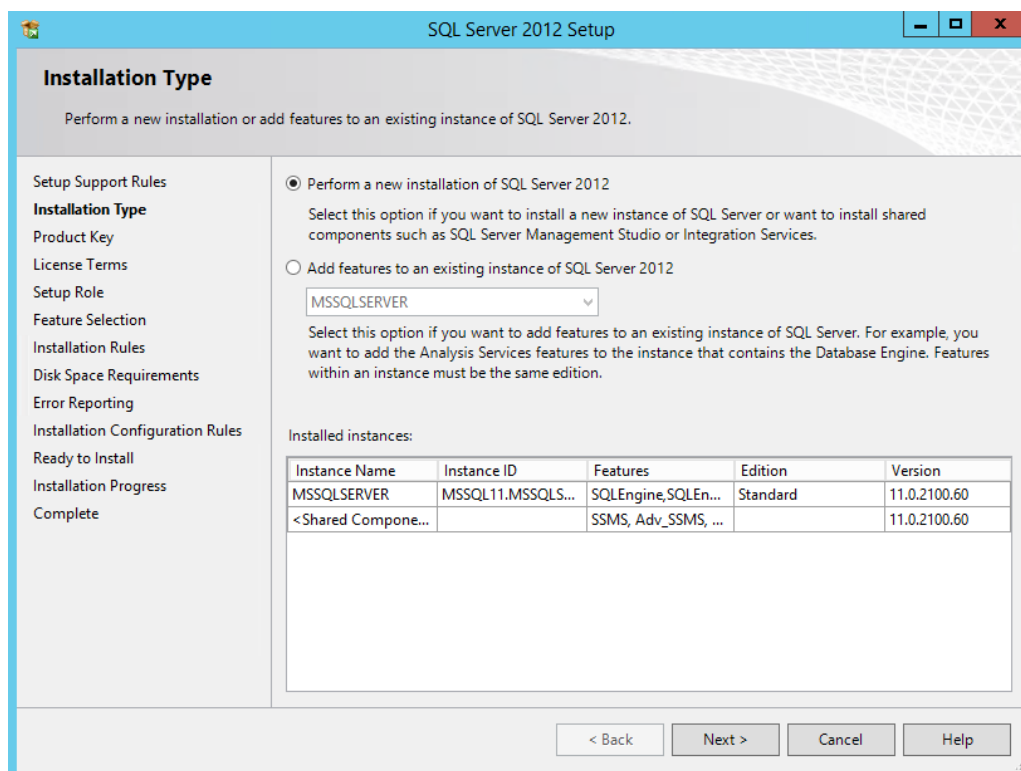 SQL Server 2012 Setup
Installation Type
Perform a new installation or add features to an existing instance of SQL Server 2012.
Setup Support Rules
Installation Type
Product Key
License Terms
Setup Role
Feature Selection
Installation Rules
Disk Space Requirements
Error Reporting
Installation Configuration Rules
Ready to Install
Installation Progress
Complete
Perform a new installation of SQL Server 2012
Select this option if you want to install a new instance of SQL Server or want to install shared
components such as SQL Server Management Studio or Integration Services.
Add features to an existing instance of SQL Server 2012
MSSQLSERVER
Select this option if you want to add features to an existing instance of SQL Server. For example, you
want to add the Analysis Services features to the instance that contains the Database Engine. Features
within an instance must be the same edition.
Installed instances:
Instance Name Instance ID Features Edition Version
MSSQLSERVER MSSQL11.MSSQLS... SQLEngine,SQLEn... Standard 11.0.2100.60
<Shared Compone... SSMS, Adv_SSMS, ... 11.0.2100.60
< Back Next > Cancel Help